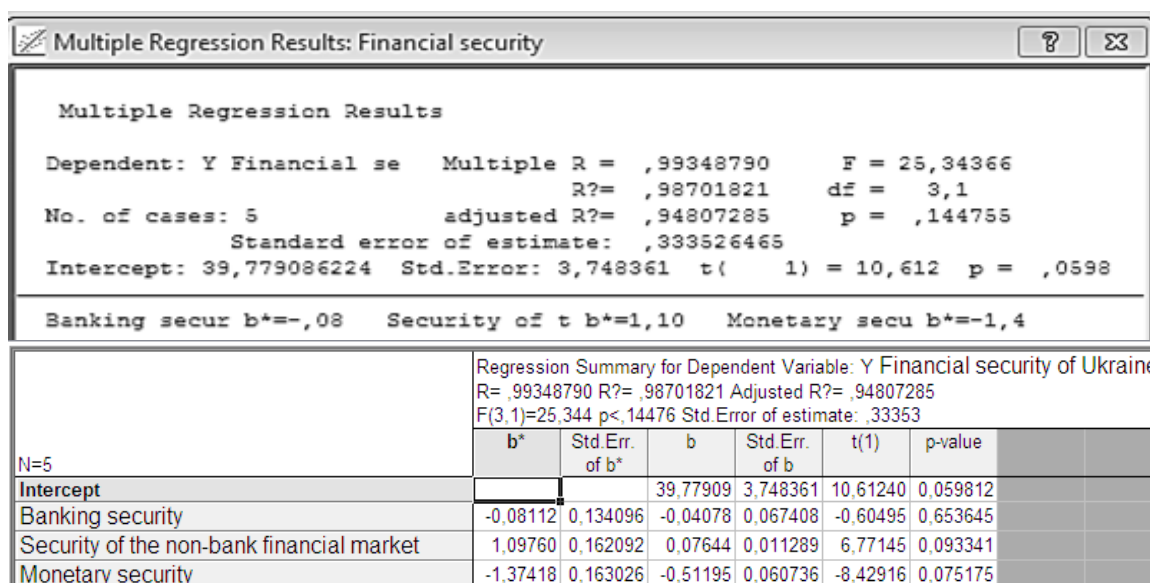 Multiple Regression Results: Financial security
Multiple Regression Results
Dependent: Y Financial se Multiple R = ,99348790 F = 25,34366
R?= ,98701821 df = 3,1
No. of cases: 5 adjusted R?= ,94807285 p = ,144755
Standard error of estimate: ,333526465
Intercept: 39,779086224 Std.Error: 3,748361 t( 1) = 10,612 p = ,0598
Banking secur b*=-,08 Security of t b*=1,10 Monetary secu b*=-1,4
Regression Summary for Dependent Variable: Y Financial security of Ukraine
R= ,99348790 R?= ,98701821 Adjusted R?= ,94807285
F(3,1)=25,344 p<,14476 Std.Error of estimate: ,33353
N=5 b* Std.Err. of b* b Std.Err. of b t(1) p-value
Intercept 39,77909 3,748361 10,61240 0,059812
Banking security -0,08112 0,134096 -0,04078 0,067408 -0,60495 0,653645
Security of the non-bank financial market 1,09760 0,162092 0,07644 0,011289 6,77145 0,093341
Monetary security -1,37418 0,163026 -0,51195 0,060736 -8,42916 0,075175